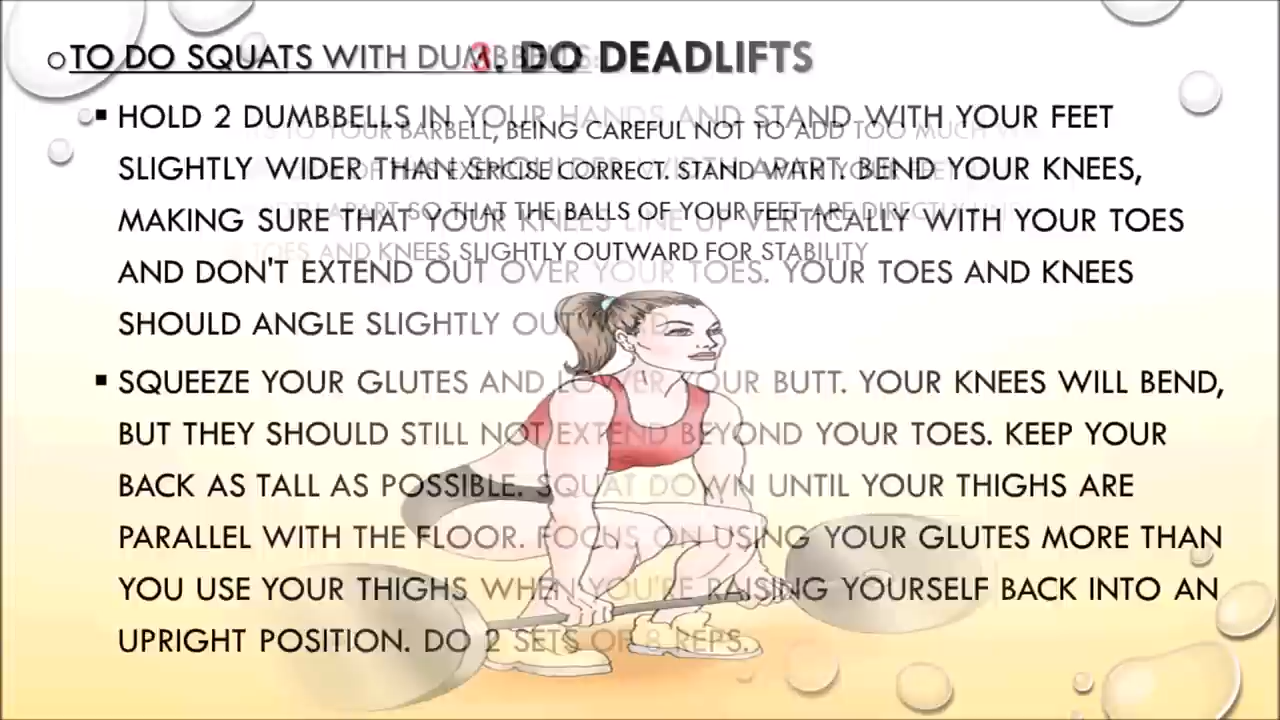 TO DO SQUATS WITH DUMBBELLS:
3. DO DEADLIFTS
HOLD 2 DUMBBELLS IN YOUR HANDS AND STAND WITH YOUR FEET
SLIGHTLY WIDER THAN SHOULDER-WIDTH APART. BEND YOUR KNEES,
MAKING SURE THAT YOUR KNEES LINE UP VERTICALLY WITH YOUR TOES
AND DON'T EXTEND OUT OVER YOUR TOES. YOUR TOES AND KNEES
SHOULD ANGLE SLIGHTLY OUTWARD.
SQUEEZE YOUR GLUTES AND LOWER YOUR BUTT. YOUR KNEES WILL BEND,
BUT THEY SHOULD STILL NOT EXTEND BEYOND YOUR TOES. KEEP YOUR
BACK AS TALL AS POSSIBLE. SQUAT DOWN UNTIL YOUR THIGHS ARE
PARALLEL WITH THE FLOOR. FOCUS ON USING YOUR GLUTES MORE THAN
YOU USE YOUR THIGHS WHEN YOU'RE RAISING YOURSELF BACK INTO AN
UPRIGHT POSITION. DO 2 SETS OF 8 REPS.
TO YOUR BARBELL, BEING CAREFUL NOT TO ADD TOO MUCH
EXERCISE CORRECT. STAND WITH YOUR
APART SO THAT THE BALLS OF YOUR FEET ARE DIRECTLY
TOES AND KNEES SLIGHTLY OUTWARD FOR STABILITY